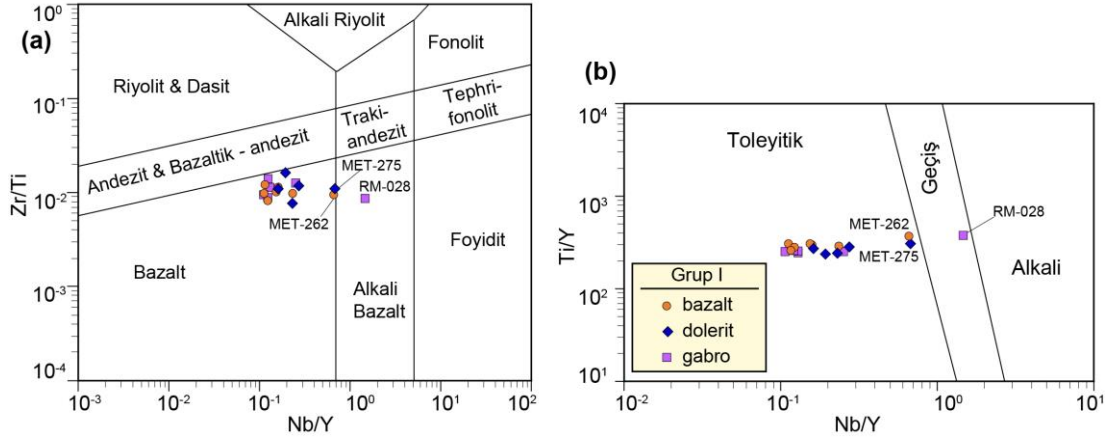 (a)
10⁰
10⁻¹
10⁻²
10⁻³
10⁻⁴
Zr/Ti
Alkali Riyolit
Fonolit
Riyolit & Dasit
Tephri-
fonolit
Traki-
andezit
Andezit & Bazaltik - andezit
MET-275
RM-028
MET-262
Bazalt
Foyidit
Alkali
Bazalt
10⁻³
10⁻²
10⁻¹
10⁰
10¹
10²
Nb/Y
(b)
10⁴
10³
10²
10¹
Ti/Y
Toleyitik
Geçiş
RM-028
MET-262
MET-275
Alkali
Grup I
bazalt
dolerit
gabro
10⁻²
10⁻¹
10⁰
10¹
Nb/Y